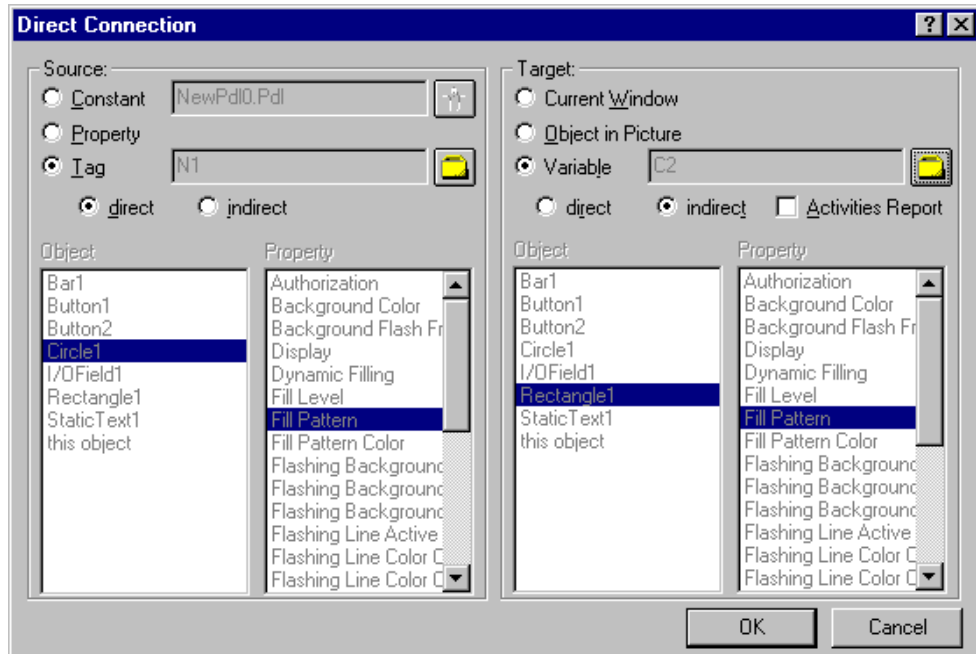 Direct Connection
Source:
Constant NewPdl0.Pdl
Property
Tag N1
direct indirect
Object Property
Bar1
Button1
Button2
Circle1
I/OField1
Rectangle1
StaticText1
this object
Authorization
Background Color
Background Flash Fr
Display
Dynamic Filling
Fill Level
Fill Pattern
Fill Pattern Color
Flashing Background
Flashing Background
Flashing Background
Flashing Line Active
Flashing Line Color C
Flashing Line Color C
Target:
Current Window
Object in Picture
Variable C2
direct indirect Activities Report
Object Property
Bar1
Button1
Button2
Circle1
I/OField1
Rectangle1
StaticText1
this object
Authorization
Background Color
Background Flash Fr
Display
Dynamic Filling
Fill Level
Fill Pattern
Fill Pattern Color
Flashing Background
Flashing Background
Flashing Background
Flashing Line Active
Flashing Line Color C
Flashing Line Color C
OK Cancel